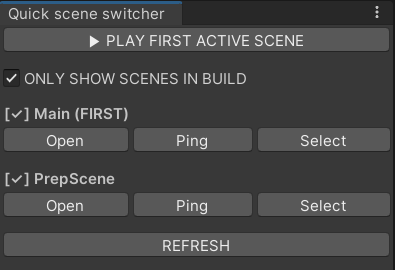 Quick scene switcher
▶ PLAY FIRST ACTIVE SCENE
ONLY SHOW SCENES IN BUILD
[✓] Main (FIRST)
Open Ping Select
[✓] PrepScene
Open Ping Select
REFRESH